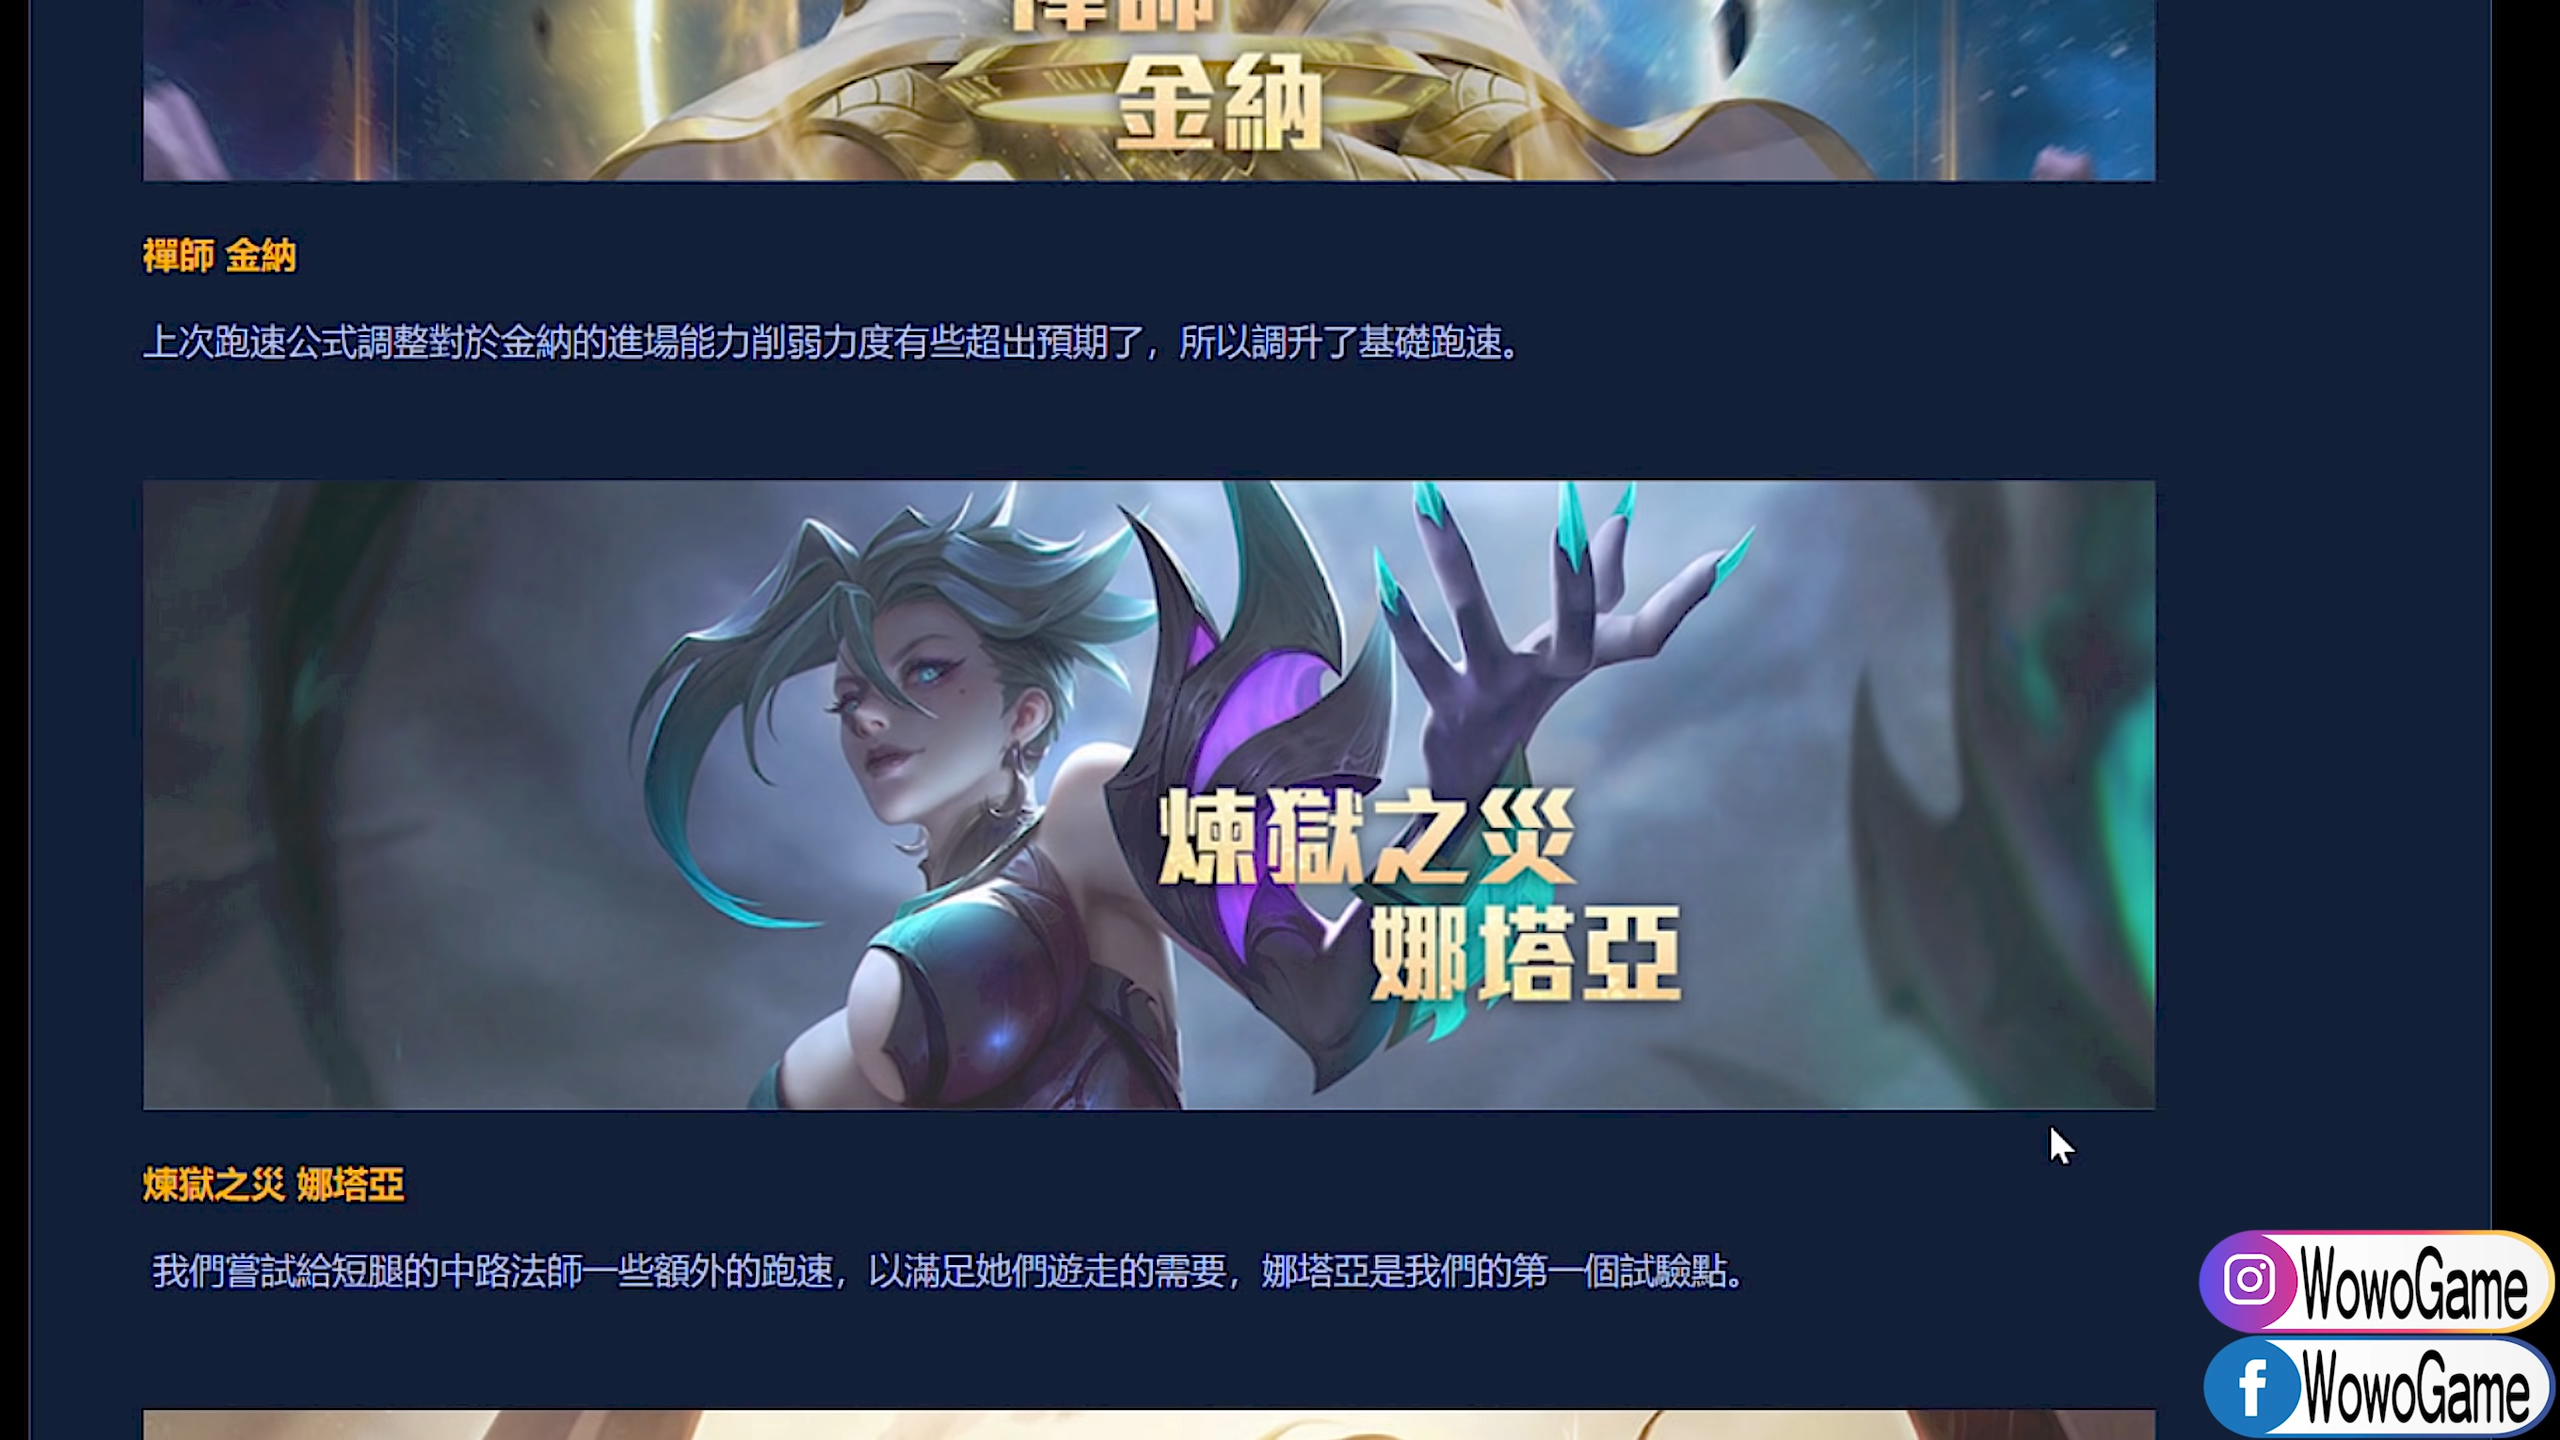 禪師
金納
禪師 金納
上次跑速公式調整對於金納的進場能力削弱力度有些超出預期了，所以調升了基礎跑速。
煉獄之災
娜塔亞
煉獄之災 娜塔亞
我們嘗試給短腿的中路法師一些額外的跑速，以滿足她們遊走的需要，娜塔亞是我們的第一個試驗點。
WowoGame
WowoGame